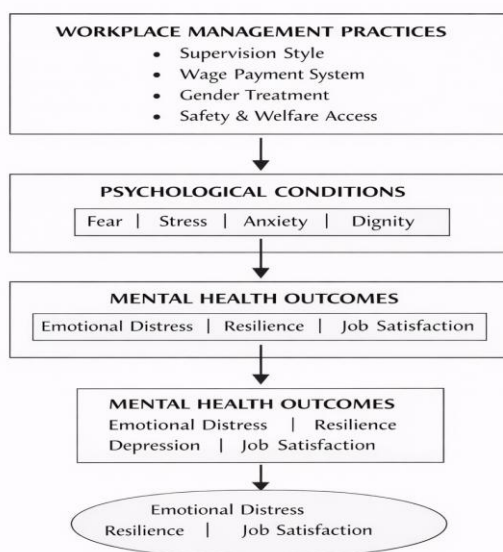 WORKPLACE MANAGEMENT PRACTICES
• Supervision Style
• Wage Payment System
• Gender Treatment
• Safety & Welfare Access
PSYCHOLOGICAL CONDITIONS
Fear | Stress | Anxiety | Dignity
MENTAL HEALTH OUTCOMES
Emotional Distress | Resilience | Job Satisfaction
MENTAL HEALTH OUTCOMES
Emotional Distress | Resilience
Depression | Job Satisfaction
Emotional Distress
Resilience | Job Satisfaction